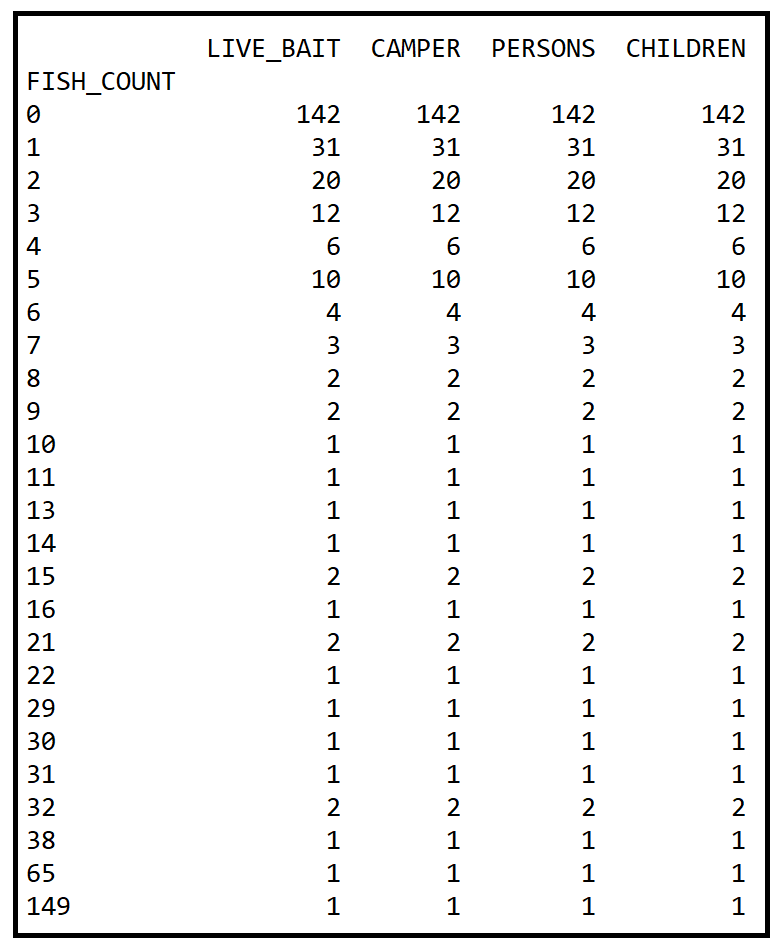 LIVE_BAIT CAMPER PERSONS CHILDREN
FISH_COUNT
0 142 142 142 142
1 31 31 31 31
2 20 20 20 20
3 12 12 12 12
4 6 6 6 6
5 10 10 10 10
6 4 4 4 4
7 3 3 3 3
8 2 2 2 2
9 2 2 2 2
10 1 1 1 1
11 1 1 1 1
13 1 1 1 1
14 1 1 1 1
15 2 2 2 2
16 1 1 1 1
21 2 2 2 2
22 1 1 1 1
29 1 1 1 1
30 1 1 1 1
31 1 1 1 1
32 2 2 2 2
38 1 1 1 1
65 1 1 1 1
149 1 1 1 1